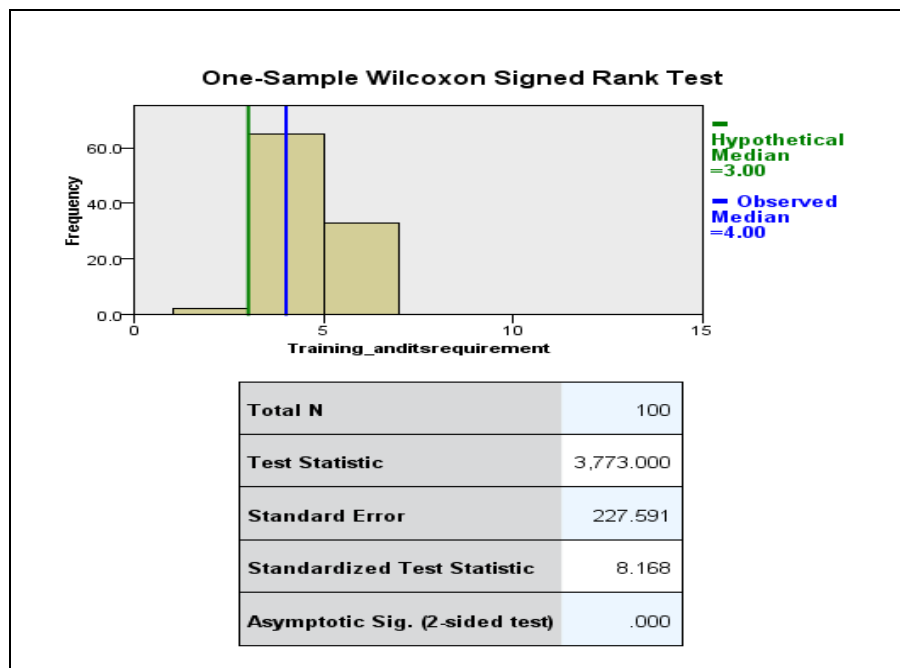 One-Sample Wilcoxon Signed Rank Test
Frequency
60.0
40.0
20.0
0.0
0
5
10
15
Training_anditsrequirement
Hypothetical
Median
=3.00
Observed
Median
=4.00
Total N 100
Test Statistic 3,773.000
Standard Error 227.591
Standardized Test Statistic 8.168
Asymptotic Sig. (2-sided test) .000